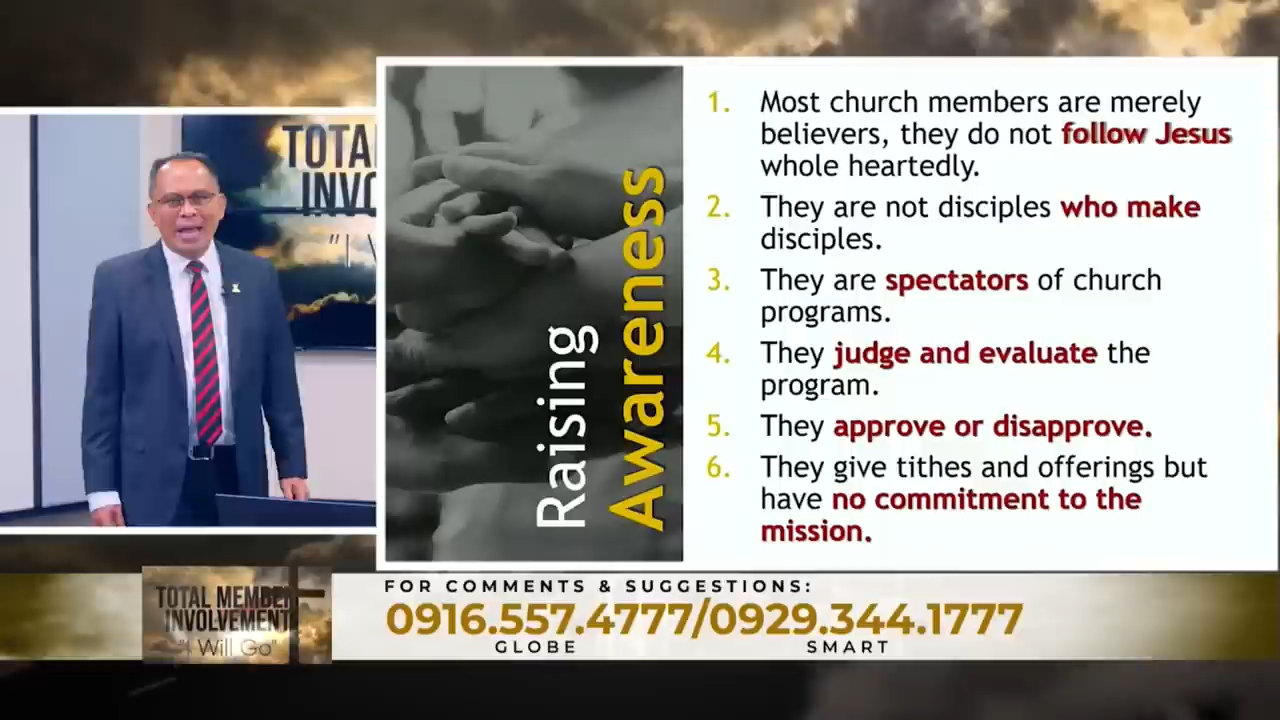 TOTA
INVO
"I
Raising
Awareness
1. Most church members are merely
believers, they do not follow Jesus
whole heartedly.
2. They are not disciples who make
disciples.
3. They are spectators of church
programs.
4. They judge and evaluate the
program.
5. They approve or disapprove.
6. They give tithes and offerings but
have no commitment to the
mission.
TOTAL MEMBER
INVOLVEMENT
"I Will Go"
FOR COMMENTS & SUGGESTIONS:
0916.557.4777/0929.344.1777
GLOBE SMART